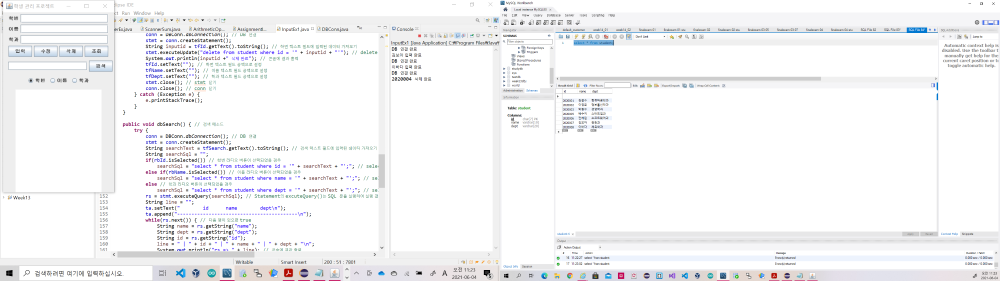 학생 관리 프로젝트
학번
이름
학과
입력 수정 삭제 조회
검색
학번 이름 학과
Week13
clipse IDE
ct Run Window Help
nerEx.java ScannerSum.java ArithmeticOp... AssignmentI... InputEx1.java DBConn.java
conn = DBConn.dbConnection(); // DB 연결
stmt = conn.createStatement();
String inputid = tfId.getText().toString(); // 학번 텍스트 필드에 입력된 데이터 가져오기
stmt.executeUpdate("delete from student where id = '" + inputid + "'"); // delete
System.out.println(inputid +" 삭제 완료"); // 콘솔에 결과 출력
tfId.setText(""); // 학번 텍스트 필드 공백으로 설정
tfName.setText(""); // 이름 텍스트 필드 공백으로 설정
tfDept.setText(""); // 학과 텍스트 필드 공백으로 설정
stmt.close(); // stmt 닫기
conn.close(); // conn 닫기
} catch (Exception e) {
e.printStackTrace();
}
}
public void dbSearch() { // 검색 메소드
try {
conn = DBConn.dbConnection(); // DB 연결
stmt = conn.createStatement();
String searchText = tfSearch.getText().toString(); // 검색 텍스트 필드에 입력된 데이터 가져오기
String searchSql = "";
if(rbId.isSelected()) // 학번 라디오 버튼이 선택되었을 경우
searchSql = "select * from student where id = '" + searchText + "';"; // selec
else if(rbName.isSelected()) // 이름 라디오 버튼이 선택되었을 경우
searchSql = "select * from student where name = '" + searchText + "';"; // se
else // 학과 라디오 버튼이 선택되었을 경우
searchSql = "select * from student where dept = '" + searchText + "';"; // se
152 rs = stmt.executeQuery(searchSql); // Statement의 excuteQuery()는 SQL 문을 실행하여 실행 결
153 String line = "";
154 ta.setText(" id name dept\n");
155 ta.append("------------------------------------------\n");
156 while(rs.next()) { // 다음 행이 있으면 true
157 String name = rs.getString("name");
158 String dept = rs.getString("dept");
159 String id = rs.getString("id");
160 line = " | " + id + " | " + name + " | " + dept + "\n";
161 System.out.println("rs => " + line); // 콘솔에 결과 출력
Writable Smart Insert 200 : 51 : 7801
Console
InputEx1 [Java Application] C:₩Program Files₩Java₩
DB 연결 완료
김보아 입력 완료
DB 연결 완료
이바다 입력 완료
DB 연결 완료
2020004 삭제 완료
검색하려면 여기에 입력하십시오.
A 오전 11:23
2021-06-04
5
MySQL Workbench
Local instance MySQL80
File Edit View Query Database Server Tools Scripting Help
Navigator
SCHEMAS
Filter objects
Foreign Keys
Triggers
Views
Stored Procedures
Functions
studydb
sys
testdb
week13db;
world
Administration Schemas
Information
Table: student
Columns:
id char(7) PK
name varchar(10)
dept varchar(20)
Object Info Session
default_customer week14_01 week14_02 finalexam-01 finalexam-01-stu finalexam-02 finalexam-02-stu finalexam-03-05 finalexam-03-07 finalexam-04 finalexam-04-stu SQL File 82 SQL File 83* SQL File 84*
Don't Limit
1 select * from student;
Result Grid Filter Rows: Edit: Export/Import: Wrap Cell Content:
id name dept
2020001 김철수 컴퓨터공학과
2020002 이영희 정보통신학과
2020003 박철수 경영학과
2020005 배수지 스타트업과
2020006 전채린 소프트웨어과
2020007 김보아 관광과
2020008 이바다 체육학과
NULL NULL NULL
student 6
Apply Revert
Output
Action Output
# Time Action Message Duration / Fetch
16 11:22:27 select * from student 9 row(s) returned 0.000 sec / 0.000 sec
17 11:23:02 select * from student 8 row(s) returned 0.000 sec / 0.000 sec
SQL Additions
Jump to
Automatic context help is
disabled. Use the toolbar t
manually get help for the
current caret position or to
toggle automatic help.
Context Help Snippets
오전 11:23
2021-06-04